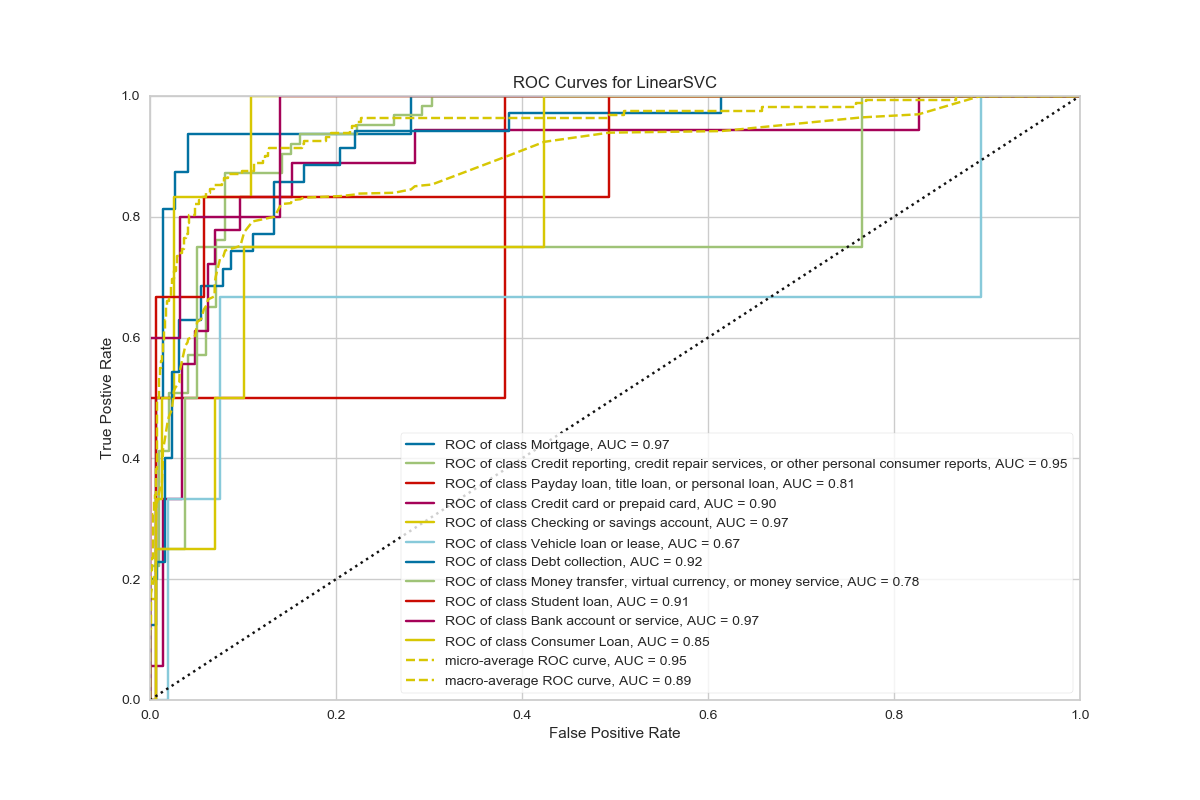 ROC Curves for LinearSVC
1.0
0.8
0.6
0.4
0.2
0.0
True Postive Rate
ROC of class Mortgage, AUC = 0.97
ROC of class Credit reporting, credit repair services, or other personal consumer reports, AUC = 0.95
ROC of class Payday loan, title loan, or personal loan, AUC = 0.81
ROC of class Credit card or prepaid card, AUC = 0.90
ROC of class Checking or savings account, AUC = 0.97
ROC of class Vehicle loan or lease, AUC = 0.67
ROC of class Debt collection, AUC = 0.92
ROC of class Money transfer, virtual currency, or money service, AUC = 0.78
ROC of class Student loan, AUC = 0.91
ROC of class Bank account or service, AUC = 0.97
ROC of class Consumer Loan, AUC = 0.85
micro-average ROC curve, AUC = 0.95
macro-average ROC curve, AUC = 0.89
0.0 0.2 0.4 0.6 0.8 1.0
False Positive Rate